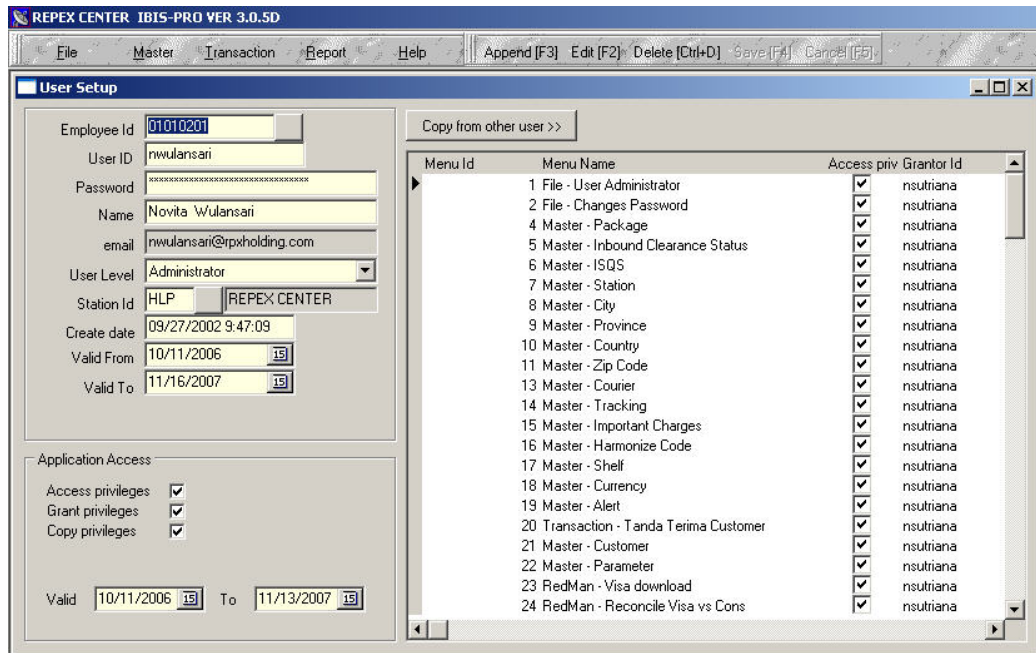 REPEX CENTER IBIS-PRO VER 3.0.5D
File Master Transaction Report Help Append [F3] Edit [F2] Delete [Ctrl+D] Save [F4] Cancel [F5]
User Setup
Employee Id 01010201
User ID nwulansari
Password ********************************
Name Novita Wulansari
email nwulansari@rpxholding.com
User Level Administrator
Station Id HLP REPEX CENTER
Create date 09/27/2002 9:47:09
Valid From 10/11/2006 15
Valid To 11/16/2007 15
Application Access
Access privileges
Grant privileges
Copy privileges
Valid 10/11/2006 15 To 11/13/2007 15
Copy from other user >>
Menu Id Menu Name Access priv Grantor Id
1 File - User Administrator nsutriana
2 File - Changes Password nsutriana
4 Master - Package nsutriana
5 Master - Inbound Clearance Status nsutriana
6 Master - ISQS nsutriana
7 Master - Station nsutriana
8 Master - City nsutriana
9 Master - Province nsutriana
10 Master - Country nsutriana
11 Master - Zip Code nsutriana
13 Master - Courier nsutriana
14 Master - Tracking nsutriana
15 Master - Important Charges nsutriana
16 Master - Harmonize Code nsutriana
17 Master - Shelf nsutriana
18 Master - Currency nsutriana
19 Master - Alert nsutriana
20 Transaction - Tanda Terima Customer nsutriana
21 Master - Customer nsutriana
22 Master - Parameter nsutriana
23 RedMan - Visa download nsutriana
24 RedMan - Reconcile Visa vs Cons nsutriana